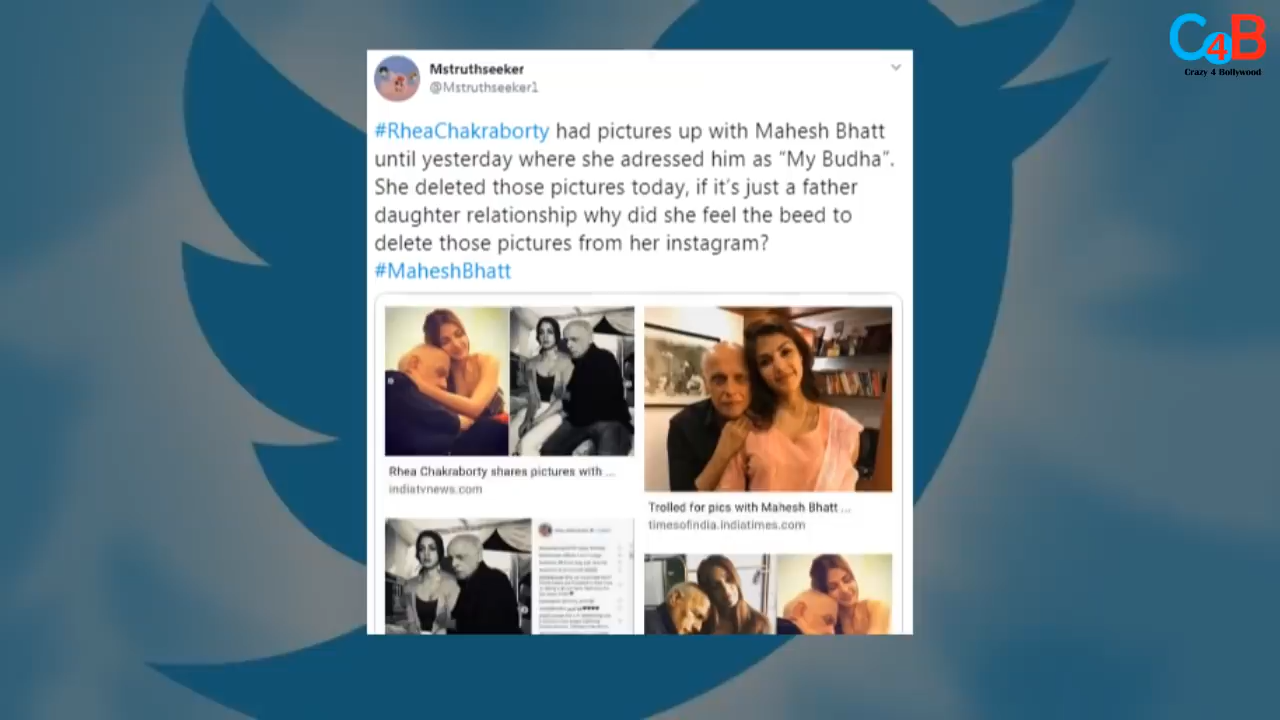 C4B
Crazy 4 Bollywood
Mstruthseeker
@Mstruthseeker1
#RheaChakraborty had pictures up with Mahesh Bhatt
until yesterday where she adressed him as “My Budha”.
She deleted those pictures today, if it's just a father
daughter relationship why did she feel the beed to
delete those pictures from her instagram?
#MaheshBhatt
Rhea Chakraborty shares pictures with ...
indiatvnews.com
Trolled for pics with Mahesh Bhatt ...
timesofindia.indiatimes.com